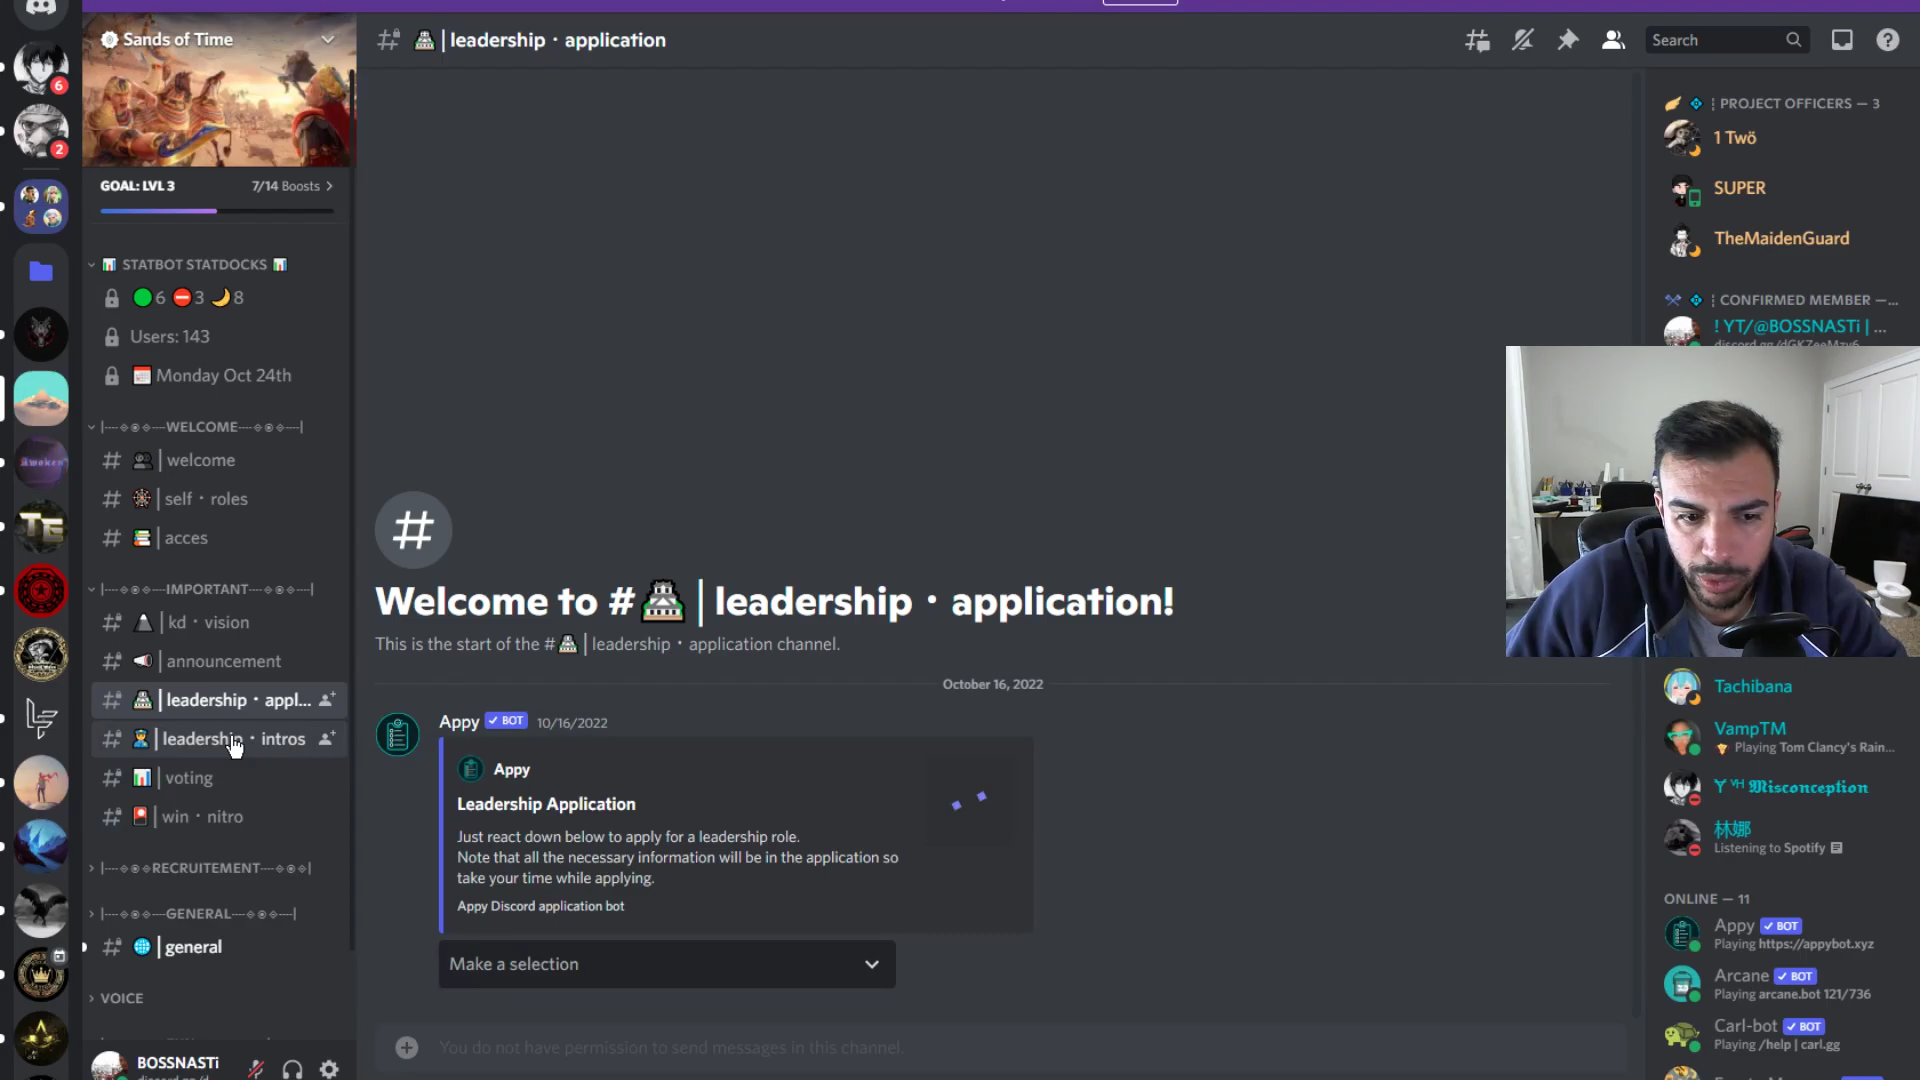 Sands of Time
GOAL: LVL 3 7/14 Boosts
STATBOT STATDOCKS
6 3 8
Users: 143
Monday Oct 24th
WELCOME
welcome
self・roles
acces
IMPORTANT
kd・vision
announcement
leadership・appl...
leadership・intros
voting
win・nitro
RECRUITEMENT
GENERAL
general
VOICE
BOSSNASTi
6
2
Awoken
TE
leadership・application
Welcome to # | leadership・application!
This is the start of the # | leadership・application channel.
October 16, 2022
Appy ✓ BOT 10/16/2022
Appy
Leadership Application
Just react down below to apply for a leadership role.
Note that all the necessary information will be in the application so
take your time while applying.
Appy Discord application bot
Make a selection
You do not have permission to send messages in this channel.
Search
PROJECT OFFICERS — 3
1 Twö
SUPER
TheMaidenGuard
CONFIRMED MEMBER —...
! YT/@BOSSNASTi | ...
Tachibana
VampTM
Playing Tom Clancy's Rain...
Y ᵛᴴ 𝕸𝖎𝖘𝖈𝖔𝖓𝖈𝖊𝖕𝖙𝖎𝖔𝖓
林娜
Listening to Spotify
ONLINE — 11
Appy ✓ BOT
Playing https://appybot.xyz
Arcane ✓ BOT
Playing arcane.bot 121/736
Carl-bot ✓ BOT
Playing /help | carl.gg